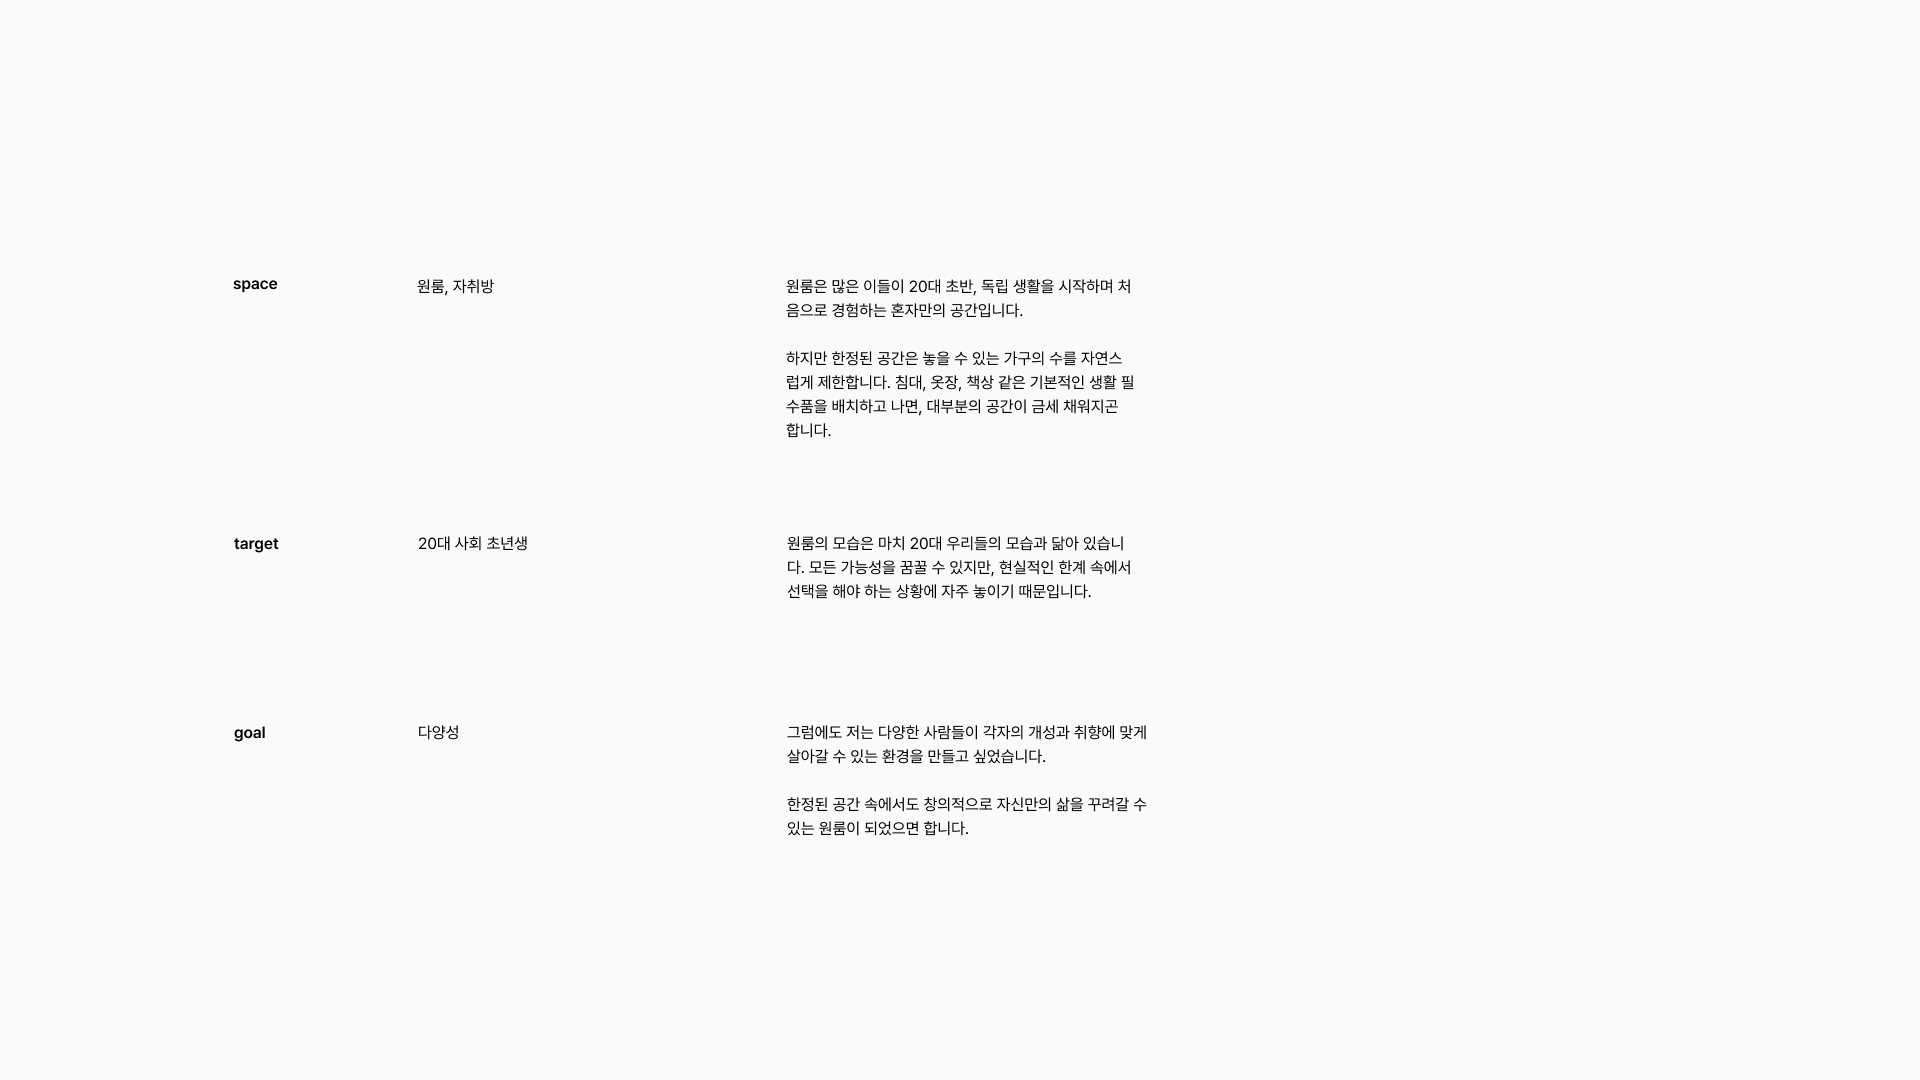 space
원룸, 자취방
원룸은 많은 이들이 20대 초반, 독립 생활을 시작하며 처
음으로 경험하는 혼자만의 공간입니다.
하지만 한정된 공간은 놓을 수 있는 가구의 수를 자연스
럽게 제한합니다. 침대, 옷장, 책상 같은 기본적인 생활 필
수품을 배치하고 나면, 대부분의 공간이 금세 채워지곤
합니다.
target
20대 사회 초년생
원룸의 모습은 마치 20대 우리들의 모습과 닮아 있습니
다. 모든 가능성을 꿈꿀 수 있지만, 현실적인 한계 속에서
선택을 해야 하는 상황에 자주 놓이기 때문입니다.
goal
다양성
그럼에도 저는 다양한 사람들이 각자의 개성과 취향에 맞게
살아갈 수 있는 환경을 만들고 싶었습니다.
한정된 공간 속에서도 창의적으로 자신만의 삶을 꾸려갈 수
있는 원룸이 되었으면 합니다.